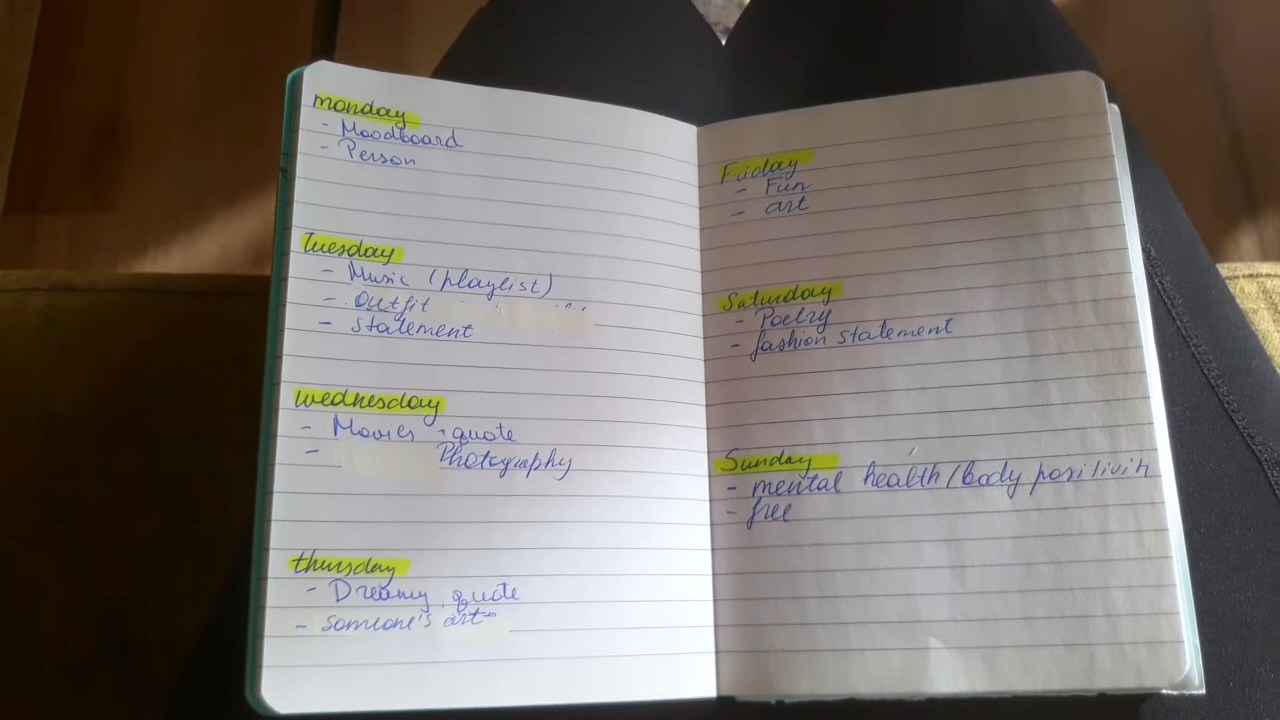 monday
- Moodboard
- Person
tuesday
- Music (playlist)
- outfit
- statement
wednesday
- Movies + quote
- Photography
thursday
- Dreamy quote
- someone's art
Friday
- Fun
- art
Saturday
- Poetry
- fashion statement
Sunday
- mental health/body
- free